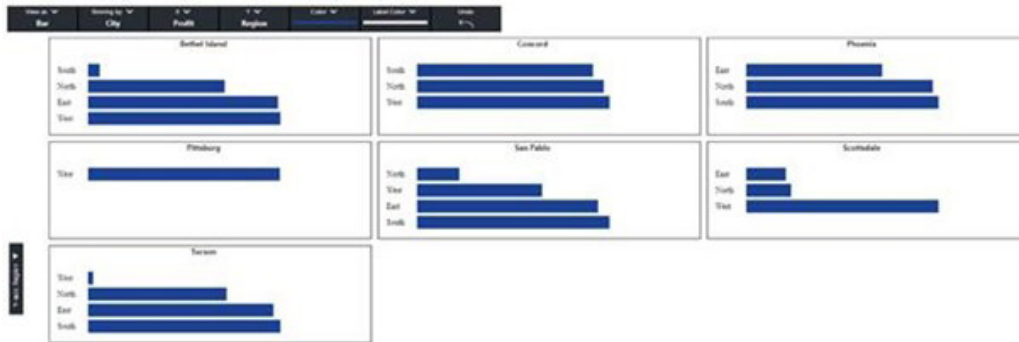 View as
Bar
Showing by
City
X
Profit
Y
Region
Color
Label Color
Undo
Bethel Island
South
North
East
West
Concord
South
North
West
Phoenix
East
North
South
Pittsburg
West
San Pablo
North
West
East
South
Scottsdale
East
North
West
Tucson
West
North
East
South